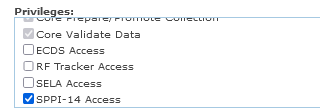 Privileges:
Core Prepare/Promote Collection
Core Validate Data
ECDS Access
RF Tracker Access
SELA Access
SPPI-14 Access